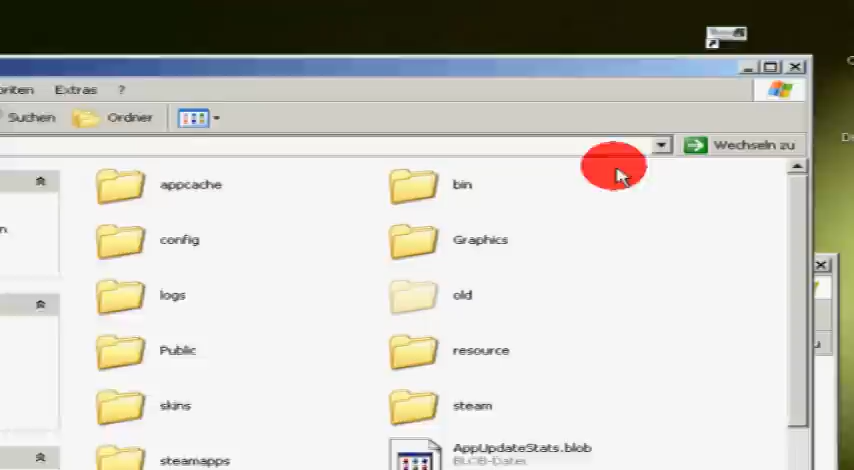 Extras ?
Suchen Ordner
Wechseln zu
appcache bin
config Graphics
logs old
Public resource
skins steam
steamapps AppUpdateStats.blob
BLOB-Datei